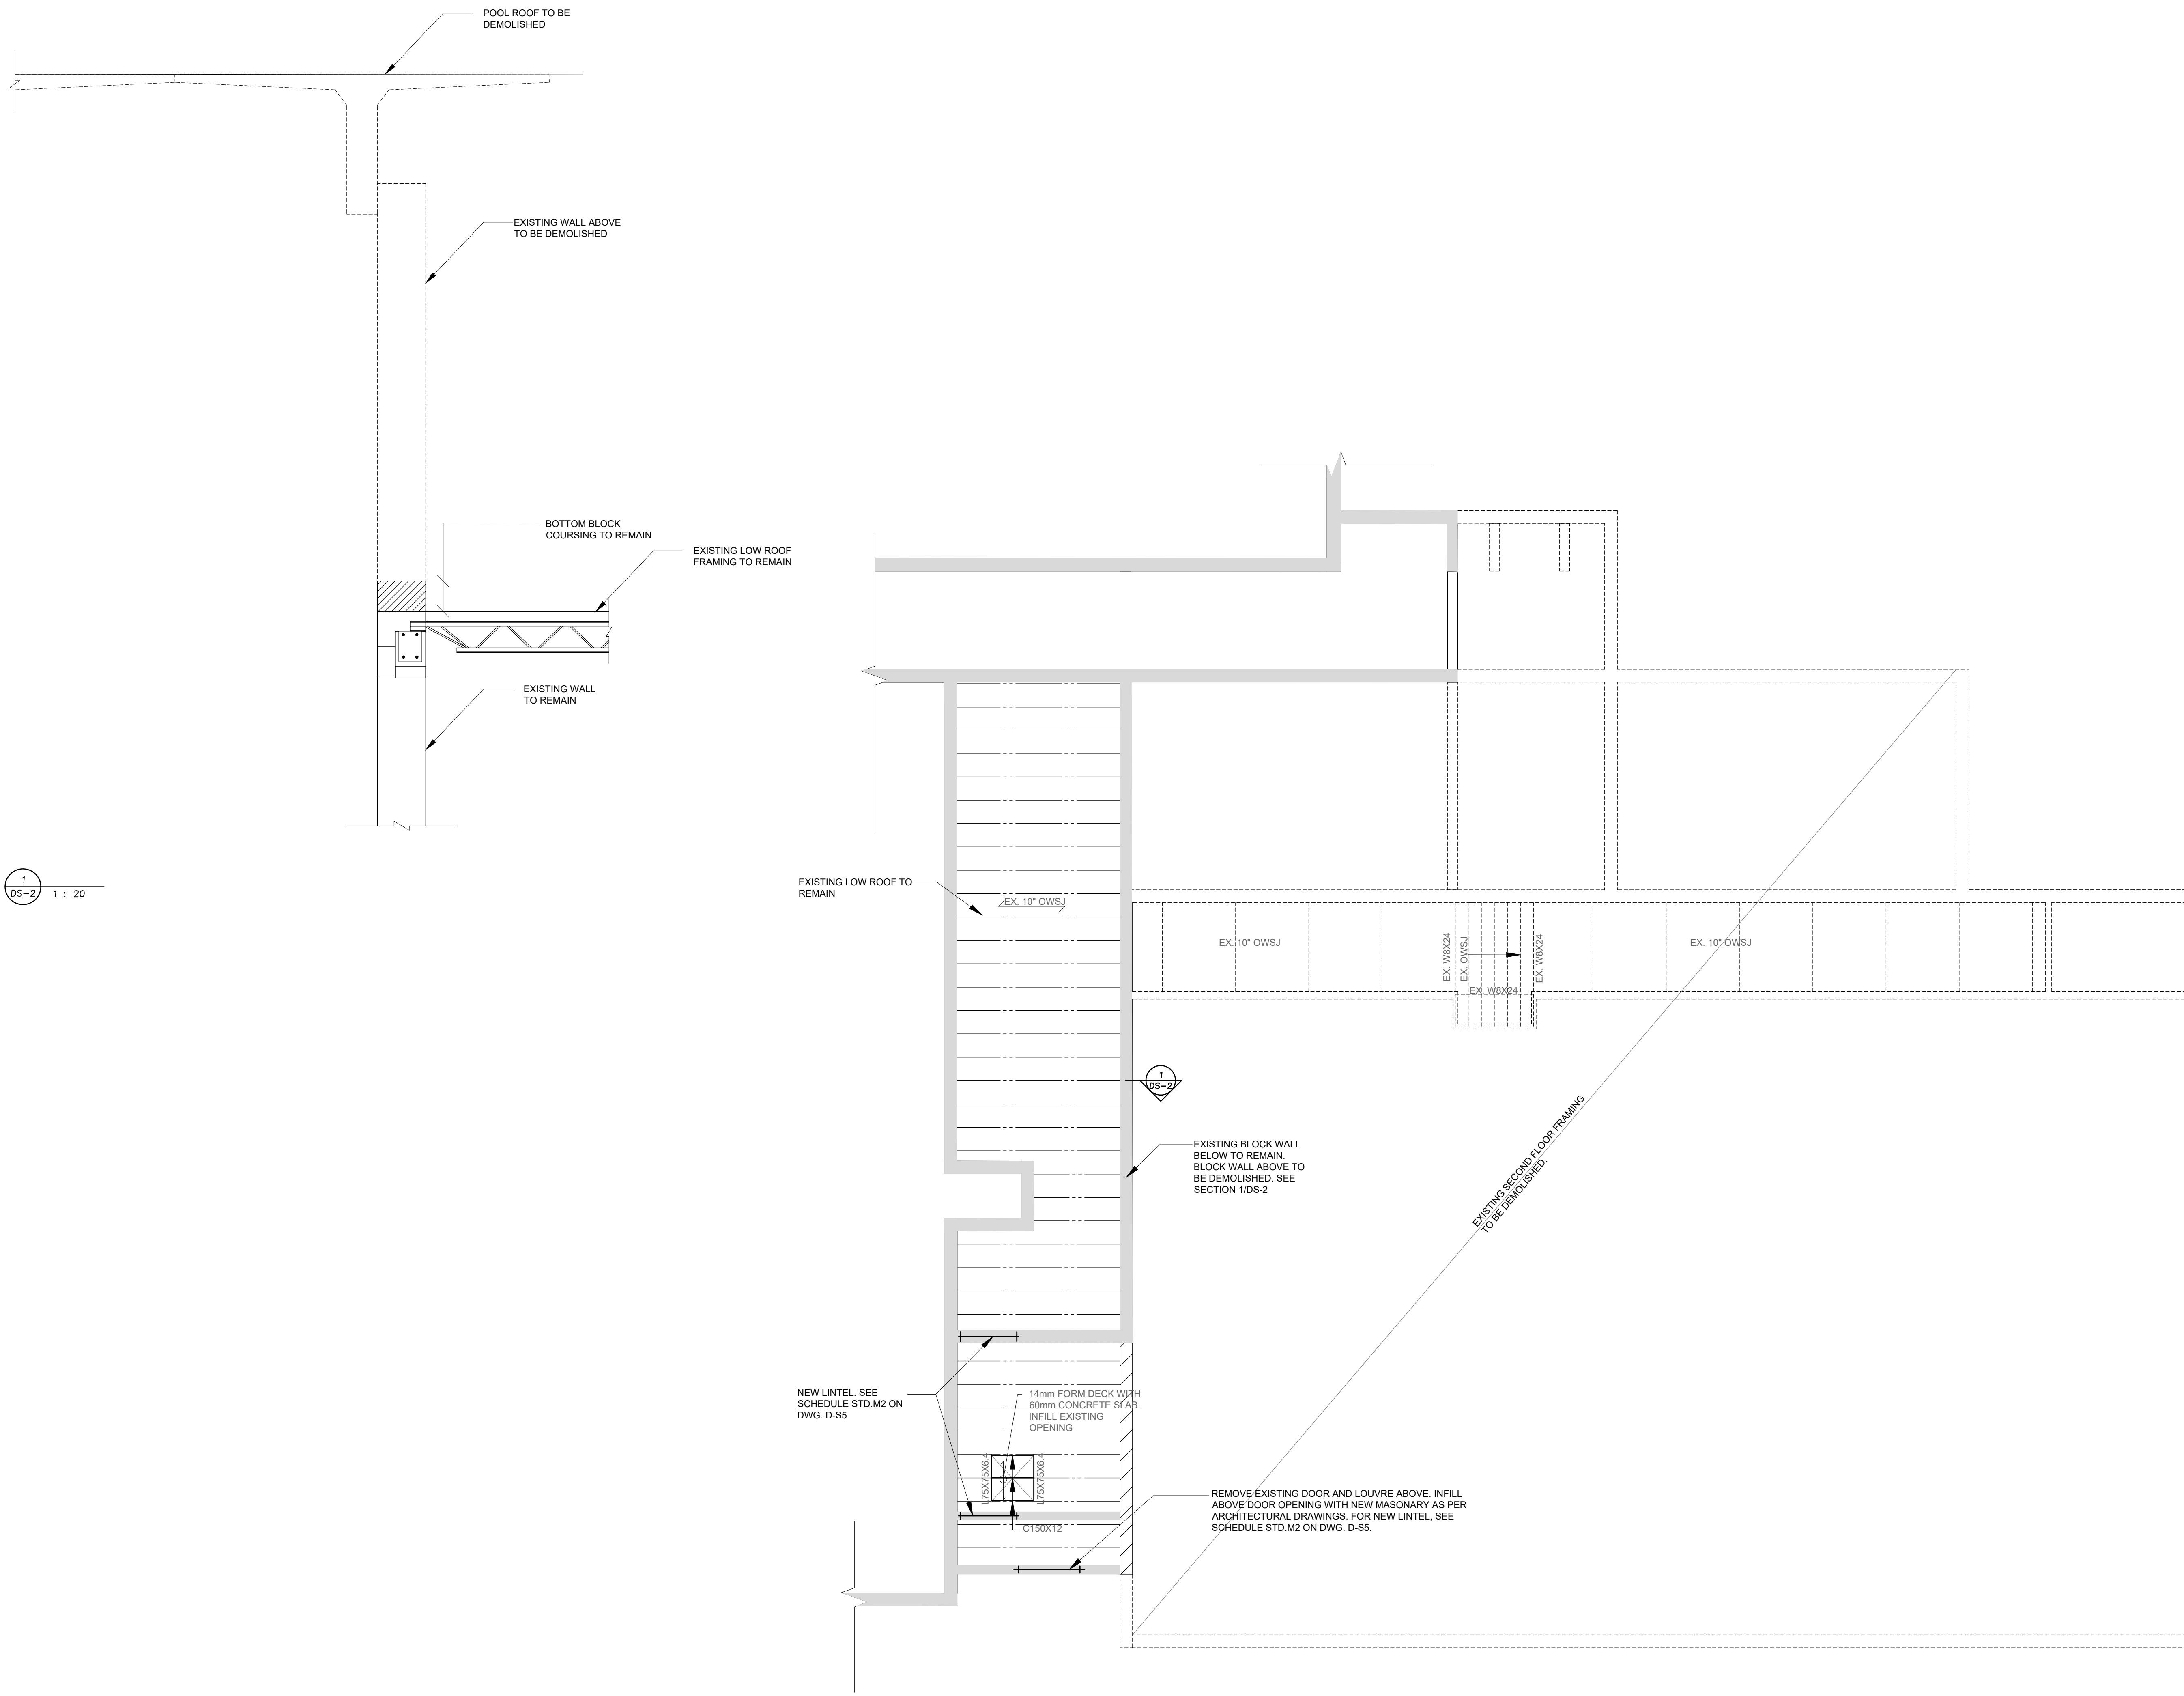 POOL ROOF TO BE
DEMOLISHED
EXISTING WALL ABOVE
TO BE DEMOLISHED
BOTTOM BLOCK
COURSING TO REMAIN
EXISTING LOW ROOF
FRAMING TO REMAIN
EXISTING WALL
TO REMAIN
1
DS-2
1 : 20
EXISTING LOW ROOF TO
REMAIN
EX. 10" OWSJ
EX. 10" OWSJ
EX. W8X24
EX. OWSJ
EX. W8X24
EX. W8X24
EX. 10" OWSJ
1
DS-2
EXISTING BLOCK WALL
BELOW TO REMAIN.
BLOCK WALL ABOVE TO
BE DEMOLISHED. SEE
SECTION 1/DS-2
EXISTING SECOND FLOOR FRAMING
TO BE DEMOLISHED.
NEW LINTEL. SEE
SCHEDULE STD.M2 ON
DWG. D-S5
14mm FORM DECK WITH
60mm CONCRETE SLAB.
INFILL EXISTING
OPENING
L75X75X6.4
L75X75X6.4
C150X12
REMOVE EXISTING DOOR AND LOUVRE ABOVE. INFILL
ABOVE DOOR OPENING WITH NEW MASONARY AS PER
ARCHITECTURAL DRAWINGS. FOR NEW LINTEL, SEE
SCHEDULE STD.M2 ON DWG. D-S5.